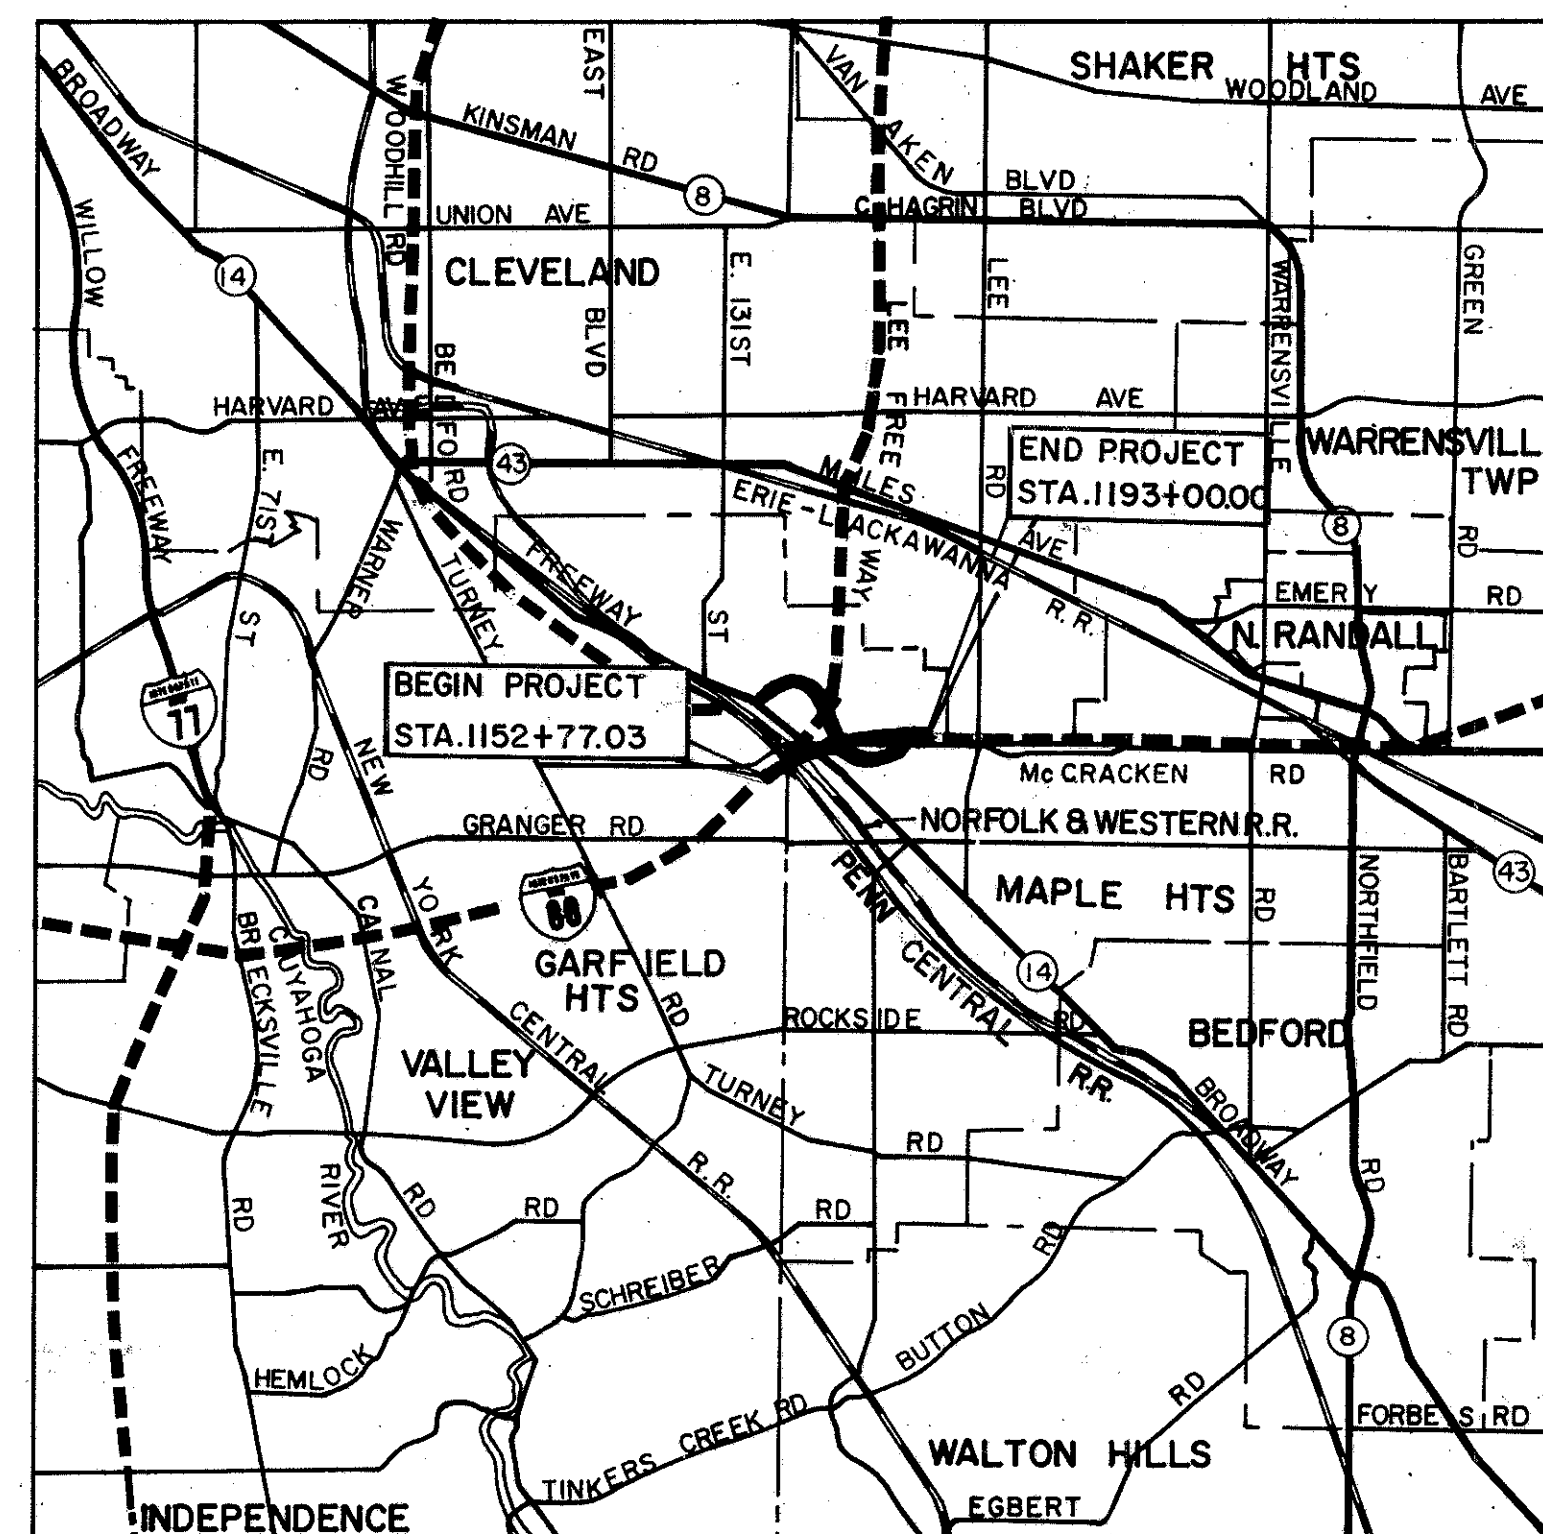 SHAKER HTS
WOODLAND AVE
BROADWAY
WOODHILL RD
EAST
VAN AKEN
KINSMAN RD
8
BLVD
CHAGRIN BLVD
UNION AVE
WILLOW
14
CLEVELAND
BLVD
E. 131ST
LEE
LEE
WARRENSVILLE
GREEN
BELLFORD
HARVARD AVE
HARVARD AVE
FREEWAY
E. 71ST
43
RD
FREE
MILES
END PROJECT
STA.1193+00.00
WARRENSVILL
TWP
RD
8
ERIE-LACKAWANNA
AVE
RD
WAY
WARNER
TURNEY
FREEWAY
R.R.
EMERY RD
ST
ST
N. RANDALL
BEGIN PROJECT
STA.1152+77.03
77
RD
NEW
McCRACKEN RD
GRANGER RD
NORFOLK & WESTERN R.R.
PENN
MAPLE HTS
RD
NORTHFIELD
BARTLETT RD
43
YORK
CANAL
BRECKSVILLE
CUYAHOGA
GARFIELD
HTS
CENTRAL
14
RD
ROCKSIDE RD
BEDFORD
CENTRAL
VALLEY
VIEW
R.R.
TURNEY
BROADWAY
RD
R.R.
RD
RIVER
RD
RD
RD
RD
RD
SCHREIBER
BUTTON
8
HEMLOCK
RD
FORBES RD
TINKERS CREEK RD
WALTON HILLS
EGBERT
INDEPENDENCE